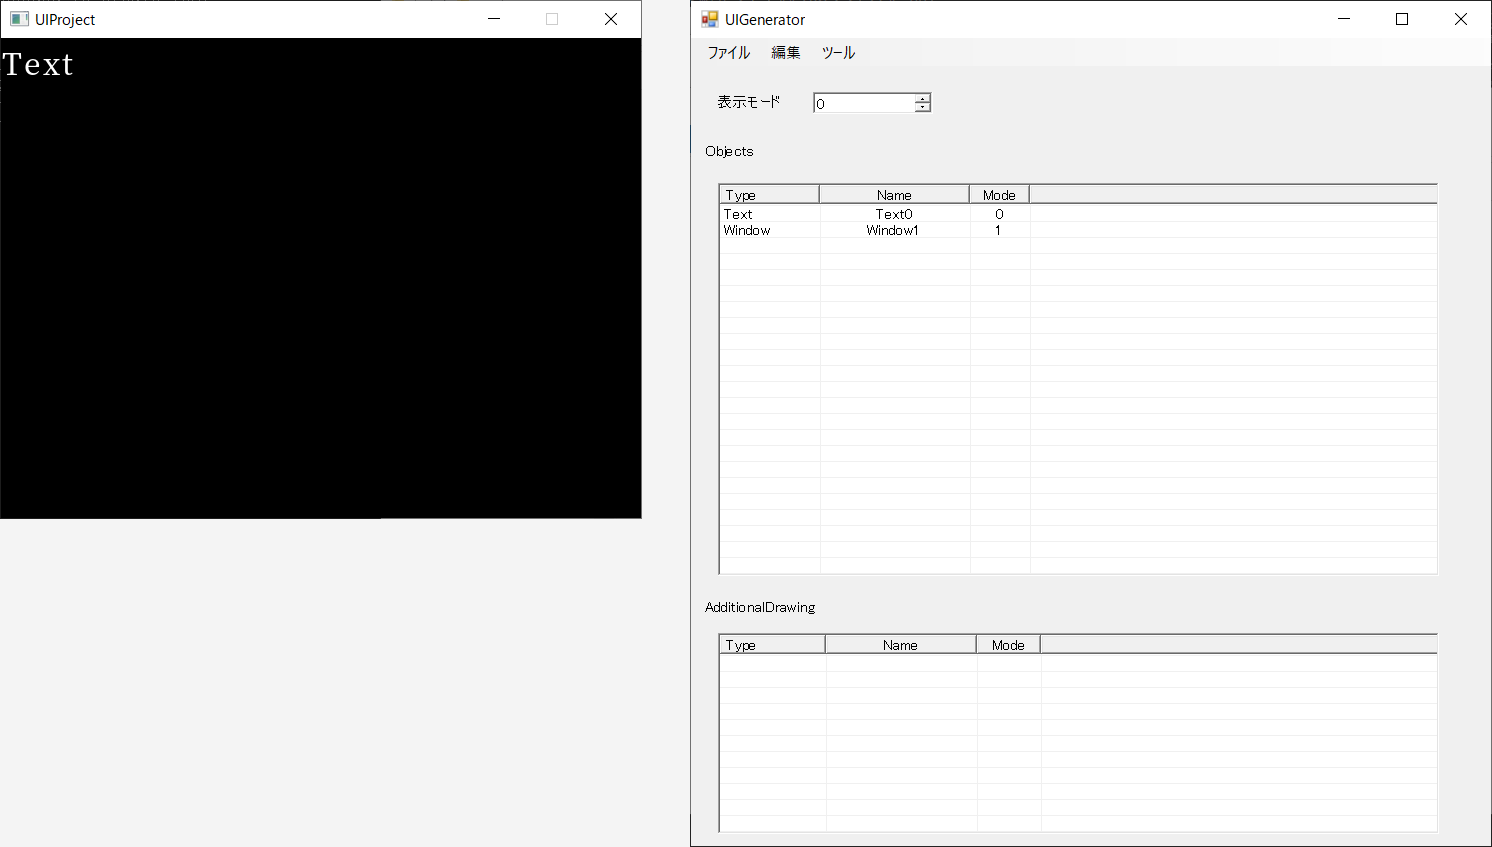 UIProject
Text
UIGenerator
ファイル 編集 ツール
表示モード 0
Objects
Type Name Mode
Text Text0 0
Window Window1 1
AdditionalDrawing
Type Name Mode